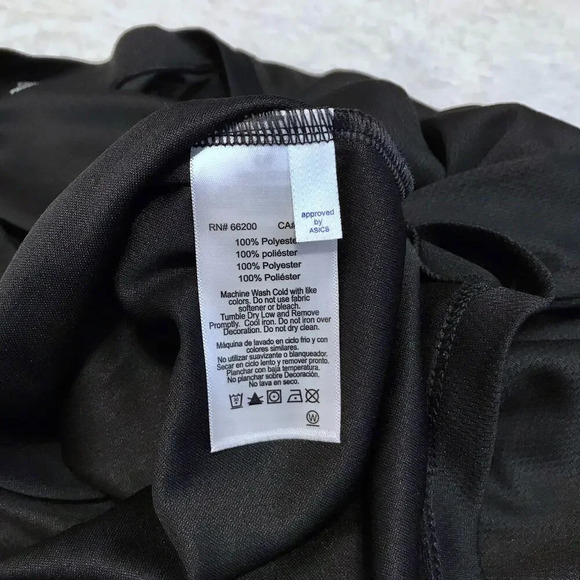 approved
by
ASICS
RN# 66200 CA#
100% Polyester
100% poliéster
100% Polyester
100% Poliéster
Machine Wash Cold with like
colors. Do not use fabric
softener or bleach.
Tumble Dry Low and Remove
Promptly. Cool iron. Do not iron over
Decoration. Do not dry clean.
Máquina de lavado en ciclo frio y con
colores similares.
No utilizar suavizante o blanqueador.
Secar en ciclo lento y remover pronto.
Planchar con baja temperatura.
No planchar sobre Decoración.
No lava en seco.
W